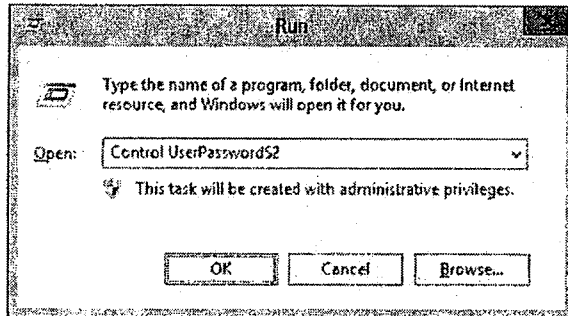 Run
Type the name of a program, folder, document, or Internet
resource, and Windows will open it for you.
Open: Control UserPasswordS2
This task will be created with administrative privileges.
OK Cancel Browse...